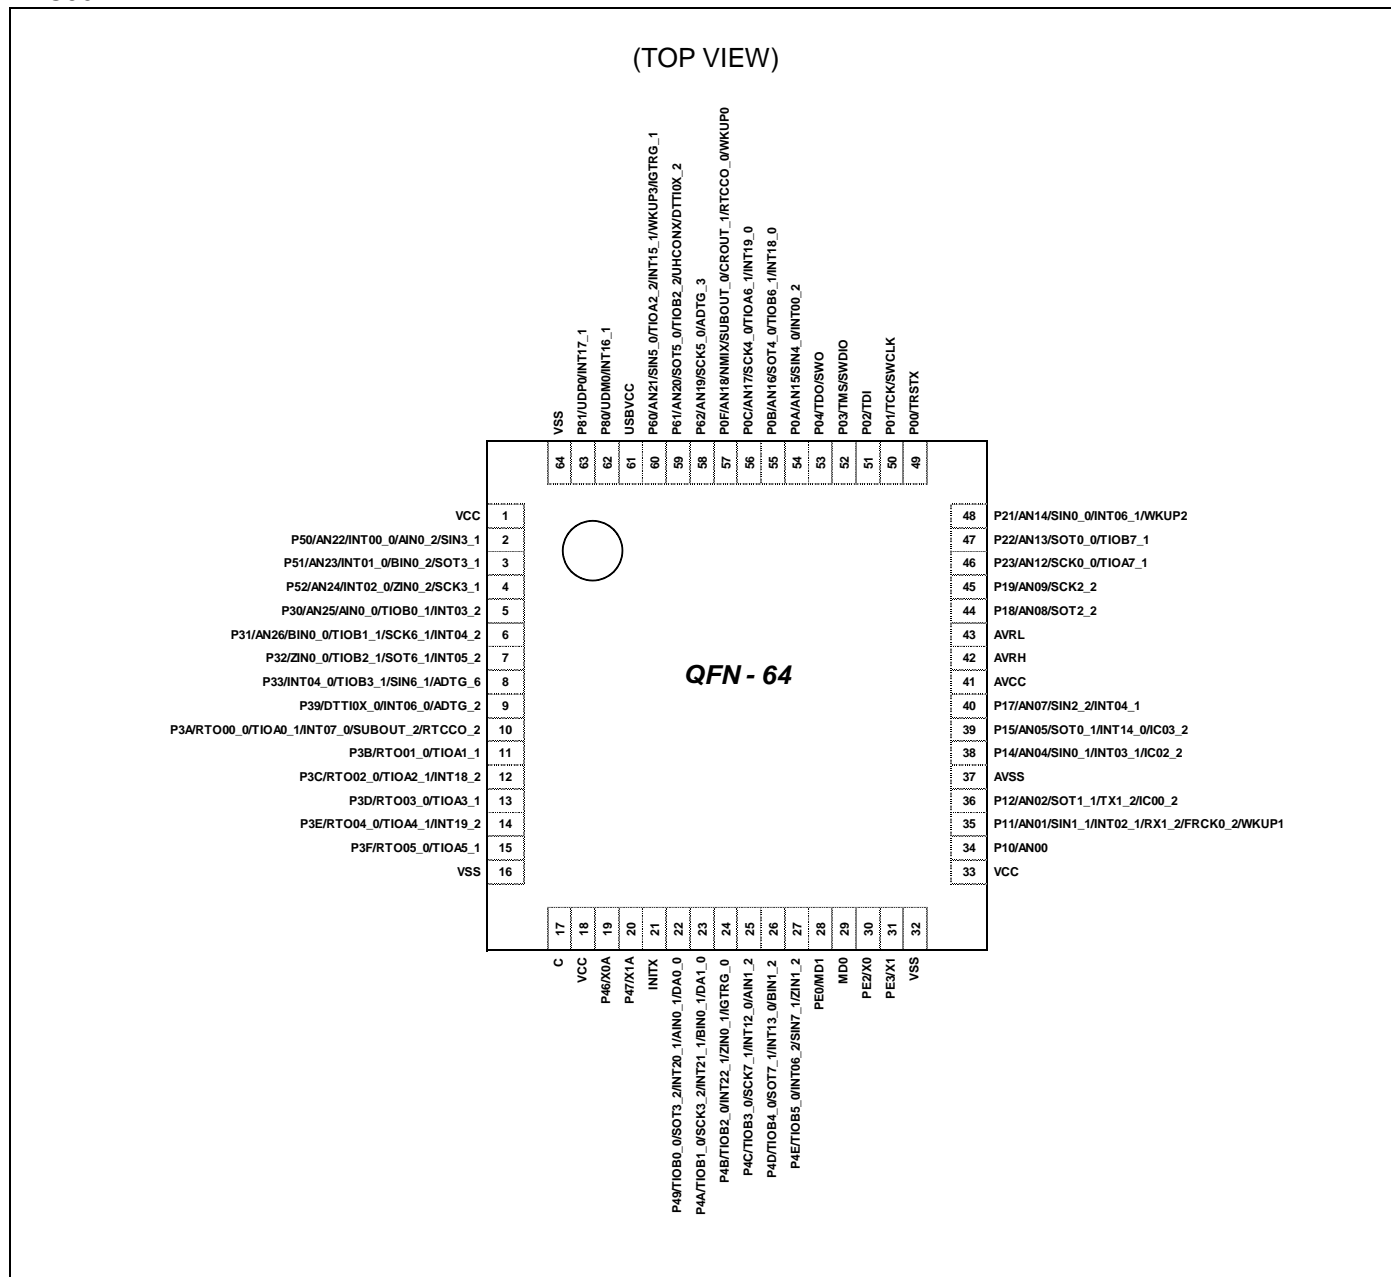 (TOP VIEW)
VSS
P81/UDP0/INT17_1
P80/UDM0/INT16_1
USBVCC
P60/AN21/SIN5_0/TIOA2_2/INT15_1/WKUP3/IGTRG_1
P61/AN20/SOT5_0/TIOB2_2/UHCONX/DTTI0X_2
P62/AN19/SCK5_0/ADTG_3
P0F/AN18/NMIX/SUBOUT_0/CROUT_1/RTCCO_0/WKUP0
P0C/AN17/SCK4_0/TIOA6_1/INT19_0
P0B/AN16/SOT4_0/TIOB6_1/INT18_0
P0A/AN15/SIN4_0/INT00_2
P04/TDO/SWO
P03/TMS/SWDIO
P02/TDI
P01/TCK/SWCLK
P00/TRSTX
64 63 62 61 60 59 58 57 56 55 54 53 52 51 50 49
VCC 1
P50/AN22/INT00_0/AIN0_2/SIN3_1 2
P51/AN23/INT01_0/BIN0_2/SOT3_1 3
P52/AN24/INT02_0/ZIN0_2/SCK3_1 4
P30/AN25/AIN0_0/TIOB0_1/INT03_2 5
P31/AN26/BIN0_0/TIOB1_1/SCK6_1/INT04_2 6
P32/ZIN0_0/TIOB2_1/SOT6_1/INT05_2 7
P33/INT04_0/TIOB3_1/SIN6_1/ADTG_6 8
P39/DTTI0X_0/INT06_0/ADTG_2 9
P3A/RTO00_0/TIOA0_1/INT07_0/SUBOUT_2/RTCCO_2 10
P3B/RTO01_0/TIOA1_1 11
P3C/RTO02_0/TIOA2_1/INT18_2 12
P3D/RTO03_0/TIOA3_1 13
P3E/RTO04_0/TIOA4_1/INT19_2 14
P3F/RTO05_0/TIOA5_1 15
VSS 16
QFN - 64
48 P21/AN14/SIN0_0/INT06_1/WKUP2
47 P22/AN13/SOT0_0/TIOB7_1
46 P23/AN12/SCK0_0/TIOA7_1
45 P19/AN09/SCK2_2
44 P18/AN08/SOT2_2
43 AVRL
42 AVRH
41 AVCC
40 P17/AN07/SIN2_2/INT04_1
39 P15/AN05/SOT0_1/INT14_0/IC03_2
38 P14/AN04/SIN0_1/INT03_1/IC02_2
37 AVSS
36 P12/AN02/SOT1_1/TX1_2/IC00_2
35 P11/AN01/SIN1_1/INT02_1/RX1_2/FRCK0_2/WKUP1
34 P10/AN00
33 VCC
17 18 19 20 21 22 23 24 25 26 27 28 29 30 31 32
C
VCC
P46/X0A
P47/X1A
INITX
P49/TIOB0_0/SOT3_2/INT20_1/AIN0_1/DA0_0
P4A/TIOB1_0/SCK3_2/INT21_1/BIN0_1/DA1_0
P4B/TIOB2_0/INT22_1/ZIN0_1/IGTRG_0
P4C/TIOB3_0/SCK7_1/INT12_0/AIN1_2
P4D/TIOB4_0/SOT7_1/INT13_0/BIN1_2
P4E/TIOB5_0/INT06_2/SIN7_1/ZIN1_2
PE0/MD1
MD0
PE2/X0
PE3/X1
VSS